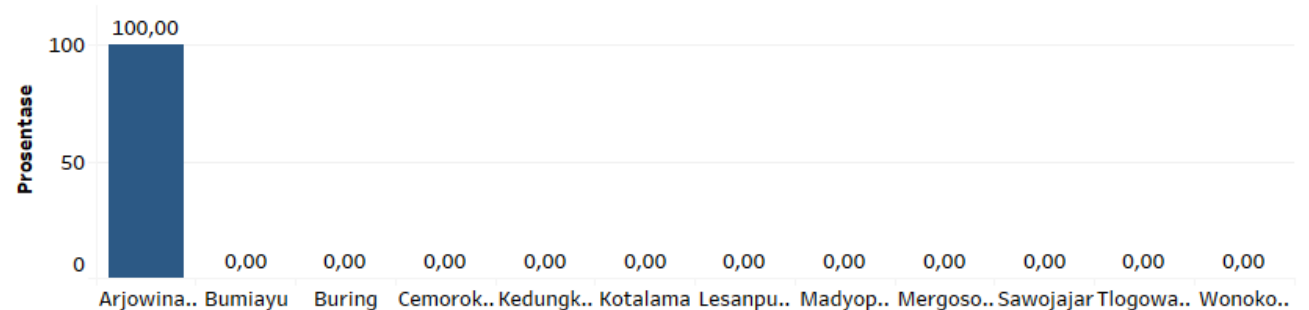 100,00
100
Prosentase
50
0
0,00 0,00 0,00 0,00 0,00 0,00 0,00 0,00 0,00 0,00 0,00
Arjowina.. Bumiayu Buring Cemorok.. Kedungk.. Kotalama Lesanpu.. Madyop.. Mergoso.. Sawojajar Tlogowa.. Wonoko..